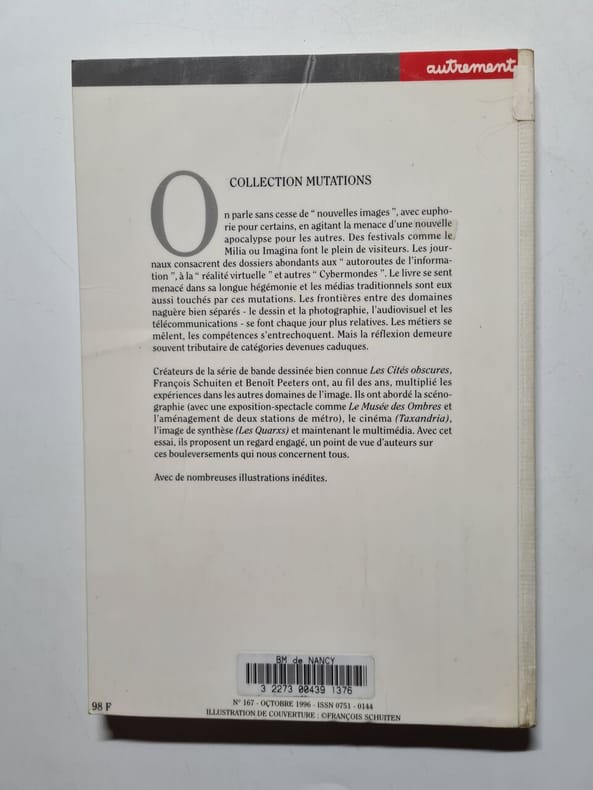 autrement
COLLECTION MUTATIONS
On parle sans cesse de “ nouvelles images ”, avec eupho-
rie pour certains, en agitant la menace d'une nouvelle
apocalypse pour les autres. Des festivals comme le
Milia ou Imagina font le plein de visiteurs. Les jour-
naux consacrent des dossiers abondants aux “ autoroutes de l'informa-
tion ”, à la “ réalité virtuelle ” et autres “ Cybermondes ”. Le livre se sent
menacé dans sa longue hégémonie et les médias traditionnels sont eux
aussi touchés par ces mutations. Les frontières entre des domaines
naguère bien séparés - le dessin et la photographie, l'audiovisuel et les
télécommunications - se font chaque jour plus relatives. Les métiers se
mêlent, les compétences s'entrechoquent. Mais la réflexion demeure
souvent tributaire de catégories devenues caduques.
Créateurs de la série de bande dessinée bien connue Les Cités obscures,
François Schuiten et Benoît Peeters ont, au fil des ans, multiplié les
expériences dans les autres domaines de l'image. Ils ont abordé la scéno-
graphie (avec une exposition-spectacle comme Le Musée des Ombres et
l'aménagement de deux stations de métro), le cinéma (Taxandria),
l'image de synthèse (Les Quarxs) et maintenant le multimédia. Avec cet
essai, ils proposent un regard engagé, un point de vue d'auteurs sur
ces bouleversements qui nous concernent tous.
Avec de nombreuses illustrations inédites.
BM de NANCY
3 2273 00439 1376
98 F
N° 167 - OCTOBRE 1996 - ISSN 0751 - 0144
ILLUSTRATION DE COUVERTURE : ©FRANÇOIS SCHUITEN